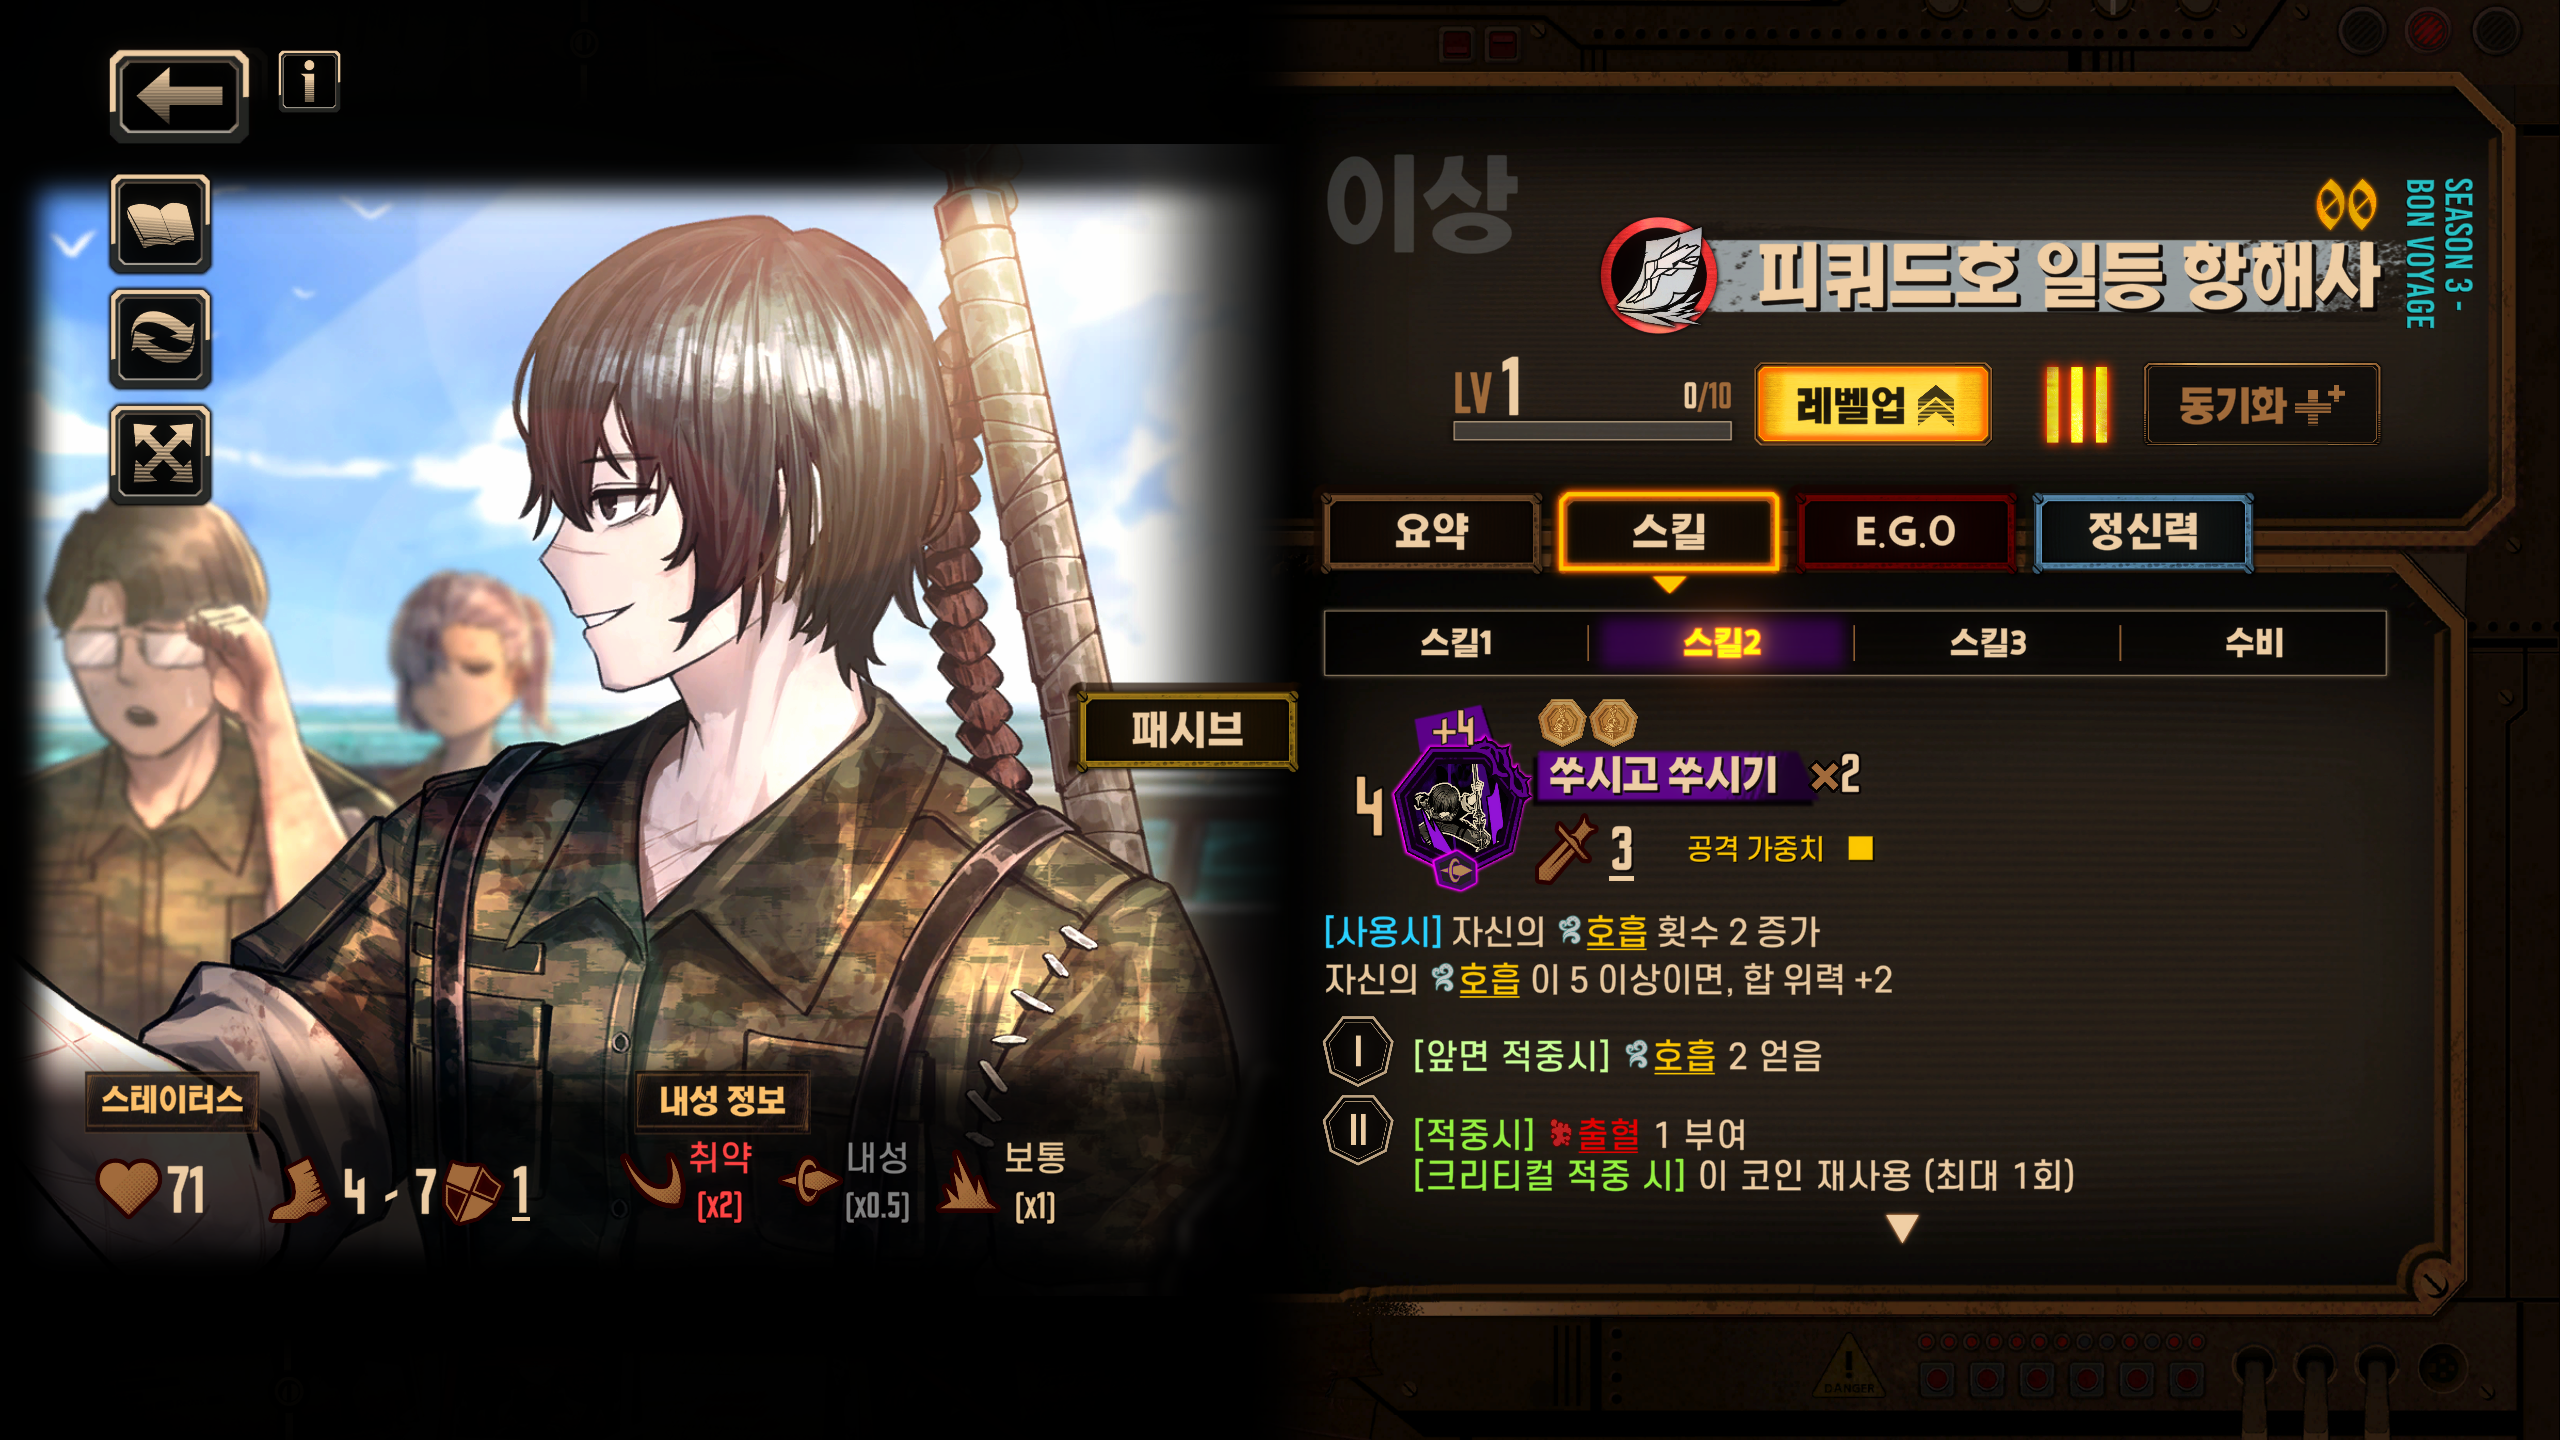 이상
피쿼드호 일등 항해사
SEASON 3 -
BON VOYAGE
LV 1
0/10
레벨업
동기화
요약
스킬
E.G.O
정신력
스킬1
스킬2
스킬3
수비
패시브
+4
4
쑤시고 쑤시기 ×2
3
공격 가중치
[사용시] 자신의 호흡 횟수 2 증가
자신의 호흡 이 5 이상이면, 합 위력 +2
I
[앞면 적중시] 호흡 2 얻음
II
[적중시] 출혈 1 부여
[크리티컬 적중 시] 이 코인 재사용 (최대 1회)
스테이터스
71
4 - 7
1
내성 정보
취약
[x2]
내성
[x0.5]
보통
[x1]
DANGER